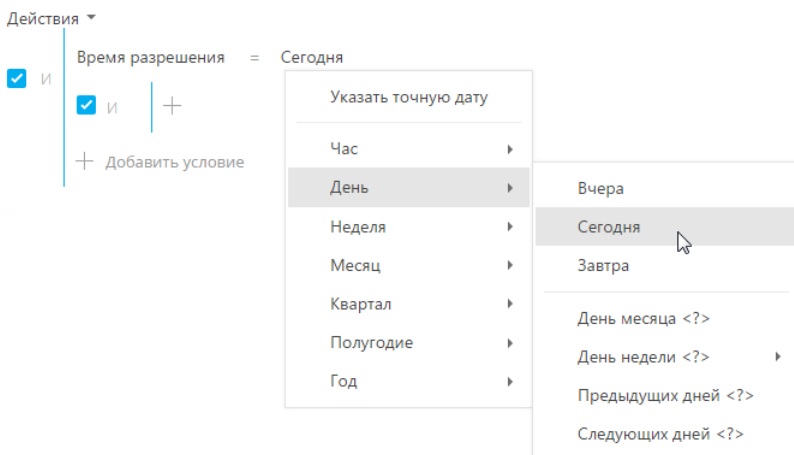 Действия
Время разрешения = Сегодня
И
И
Добавить условие
Указать точную дату
Час
День
Неделя
Месяц
Квартал
Полугодие
Год
Вчера
Сегодня
Завтра
День месяца <?>
День недели <?>
Предыдущих дней <?>
Следующих дней <?>